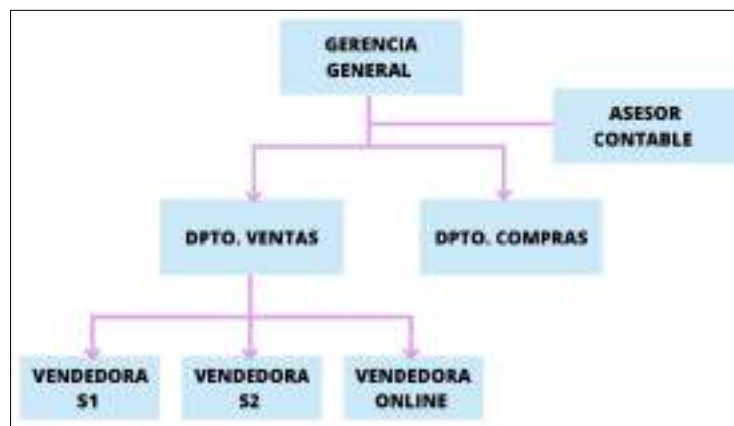 GERENCIA
GENERAL
ASESOR
CONTABLE
DPTO. VENTAS
DPTO. COMPRAS
VENDEDORA
S1
VENDEDORA
S2
VENDEDORA
ONLINE